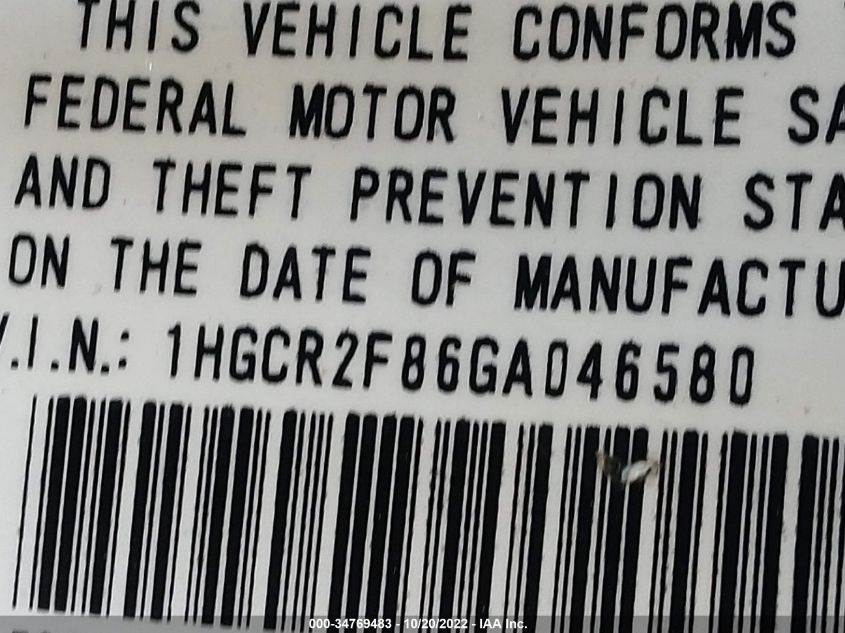 THIS VEHICLE CONFORMS
FEDERAL MOTOR VEHICLE SA
AND THEFT PREVENTION STA
ON THE DATE OF MANUFACTU
V.I.N.: 1HGCR2F86GA046580
000-34769483 - 10/20/2022 - IAA Inc.